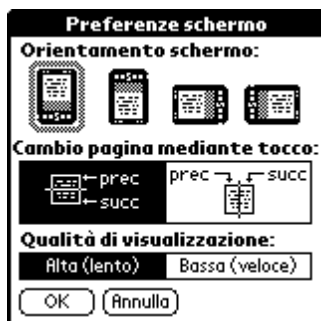 Preferenze schermo
Orientamento schermo:
Cambio pagina mediante tocco:
prec
succ
prec succ
Qualità di visualizzazione:
Alta (lento) Bassa (veloce)
OK Annulla